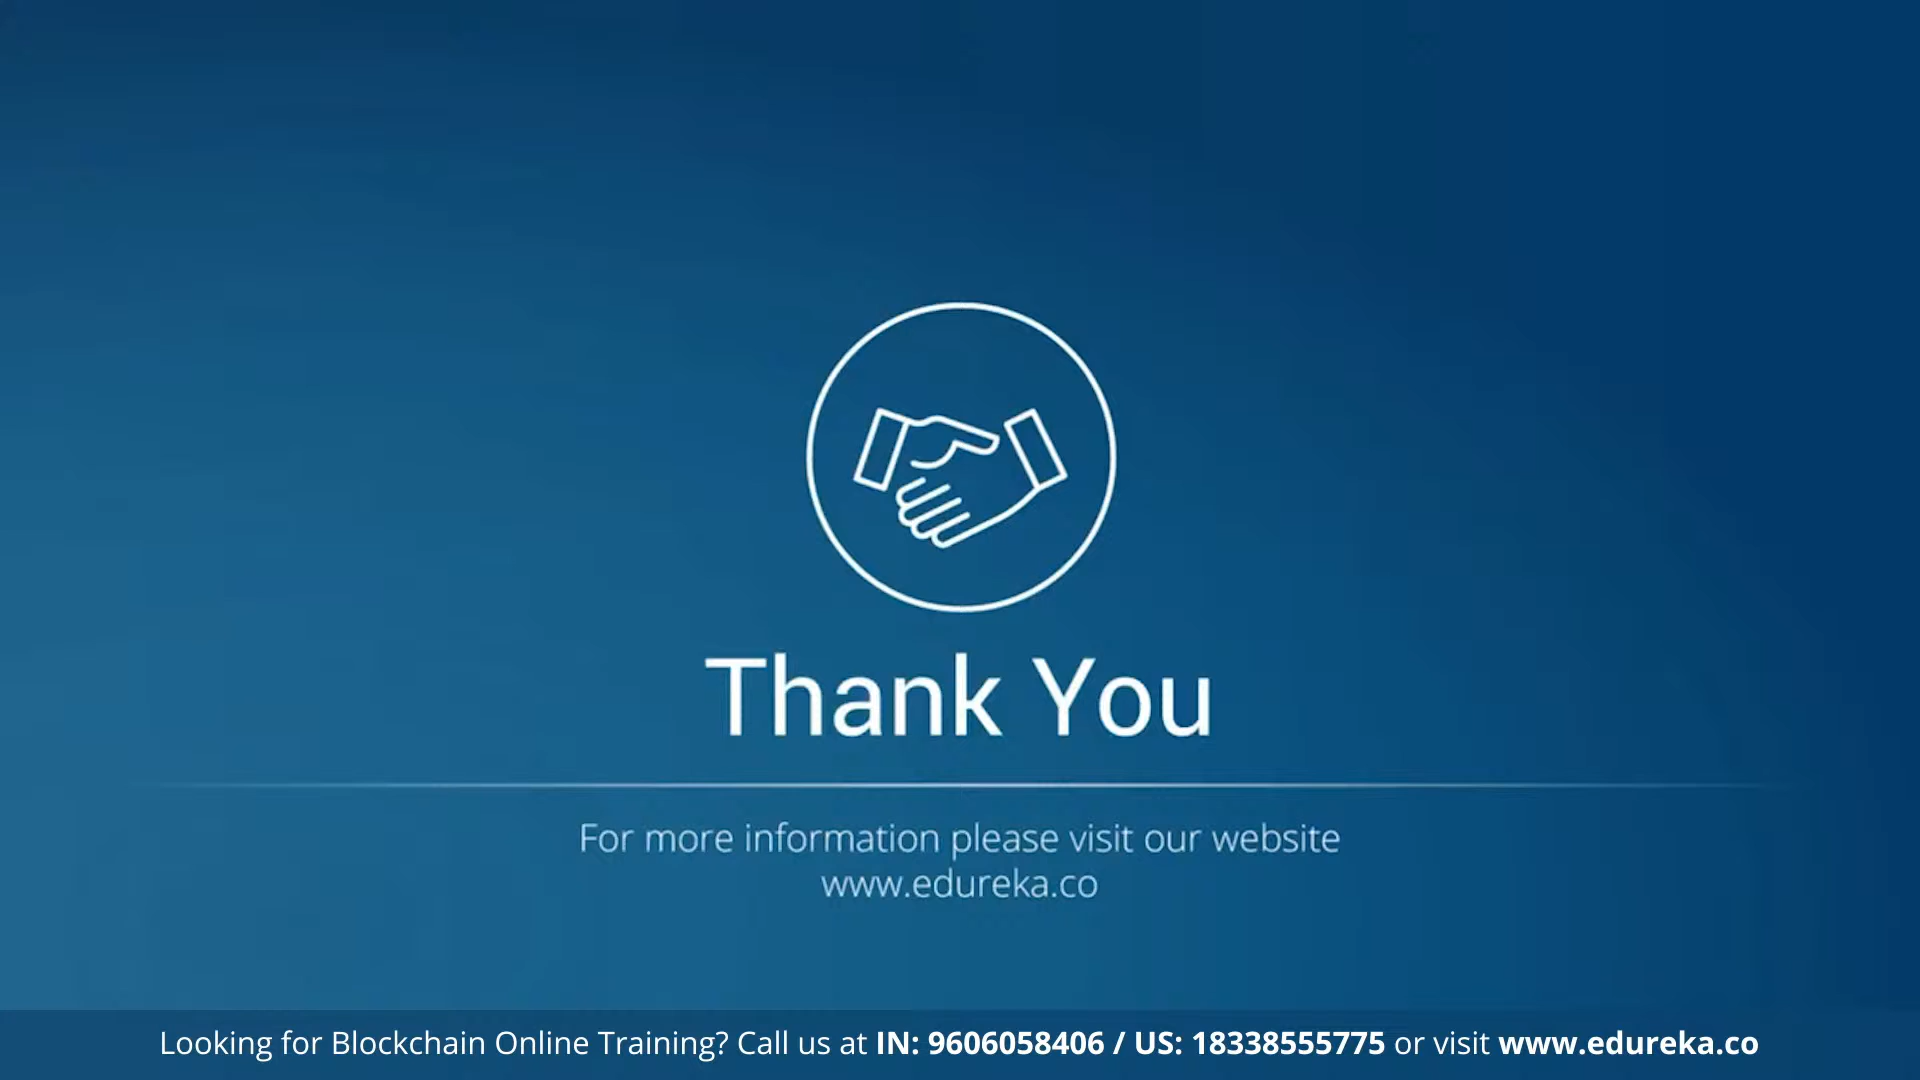 Thank You
For more information please visit our website
www.edureka.co
Looking for Blockchain Online Training? Call us at IN: 9606058406 / US: 18338555775 or visit www.edureka.co